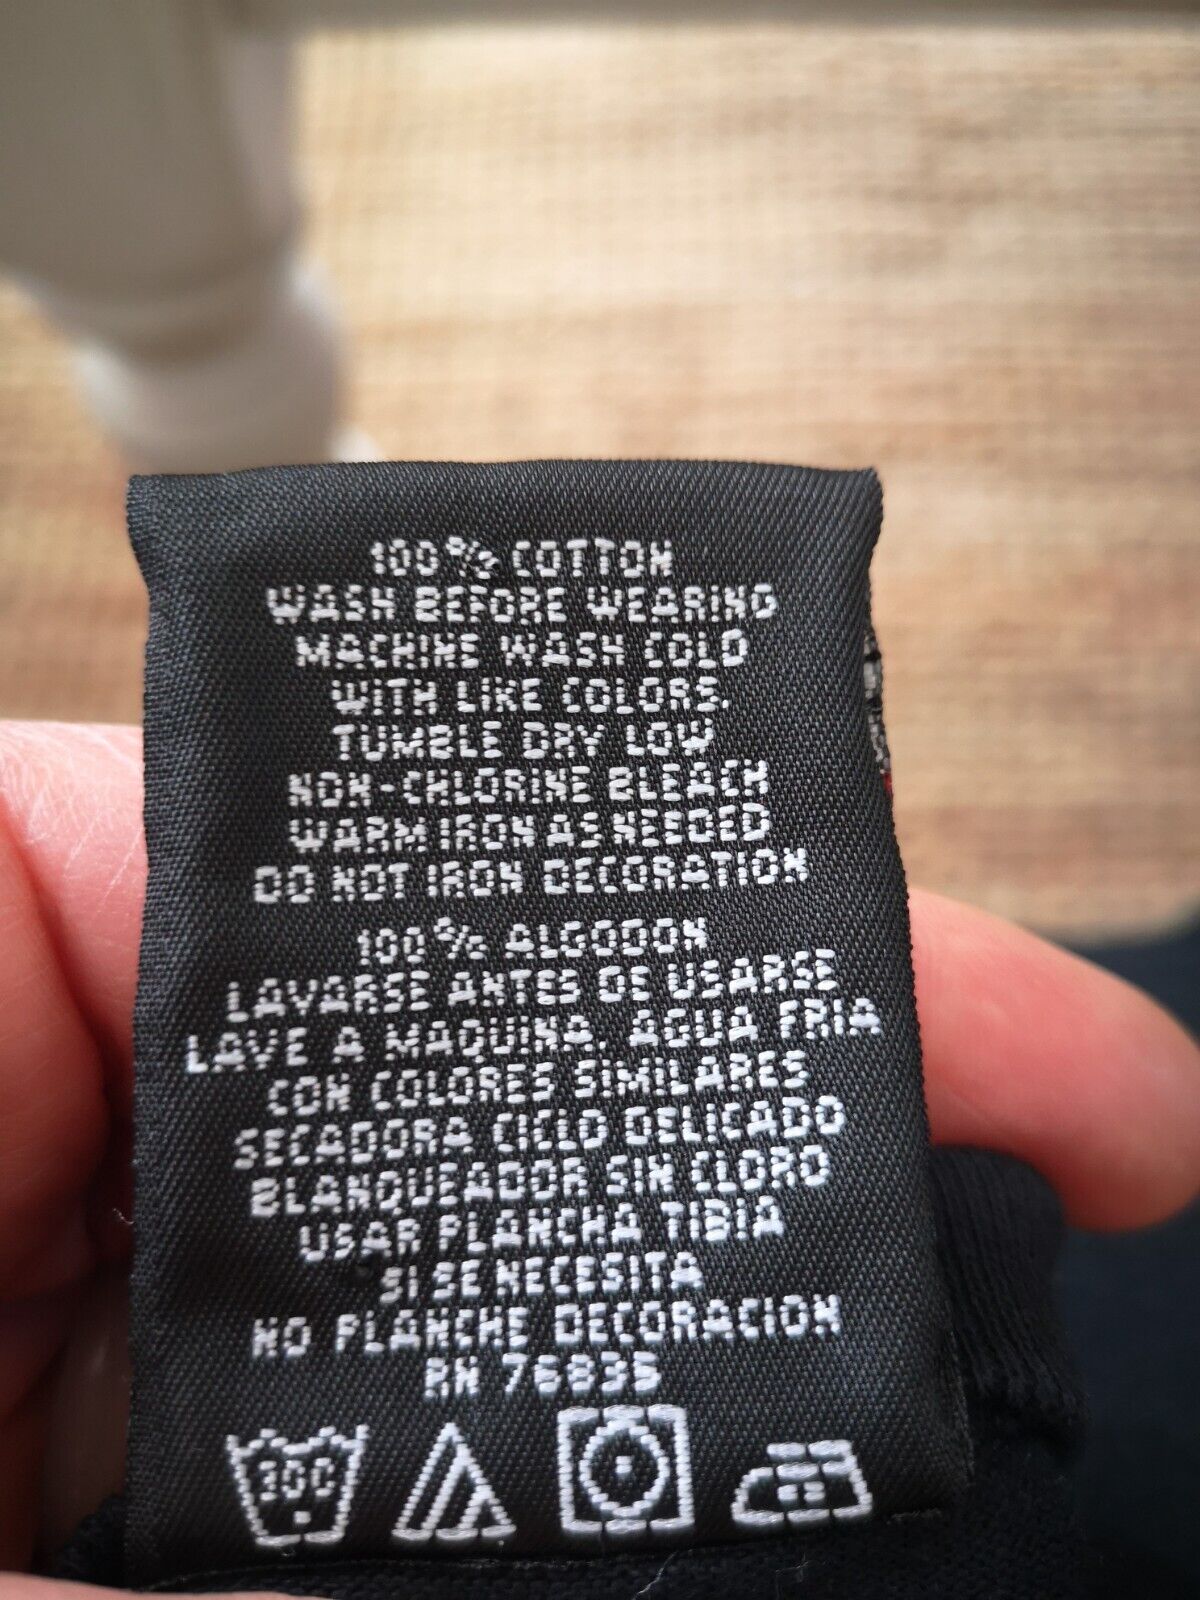 100% COTTON
WASH BEFORE WEARING
MACHINE WASH COLD
WITH LIKE COLORS.
TUMBLE DRY LOW
NON-CHLORINE BLEACH
WARM IRON AS NEEDED
DO NOT IRON DECORATION
100% ALGODON
LAVARSE ANTES DE USARSE
LAVE A MAQUINA, AGUA FRIA
CON COLORES SIMILARES
SECADORA CICLO DELICADO
BLANQUEADOR SIN CLORO
USAR PLANCHA TIBIA
SI SE NECESITA
NO PLANCHE DECORACION
RN 76835
30C